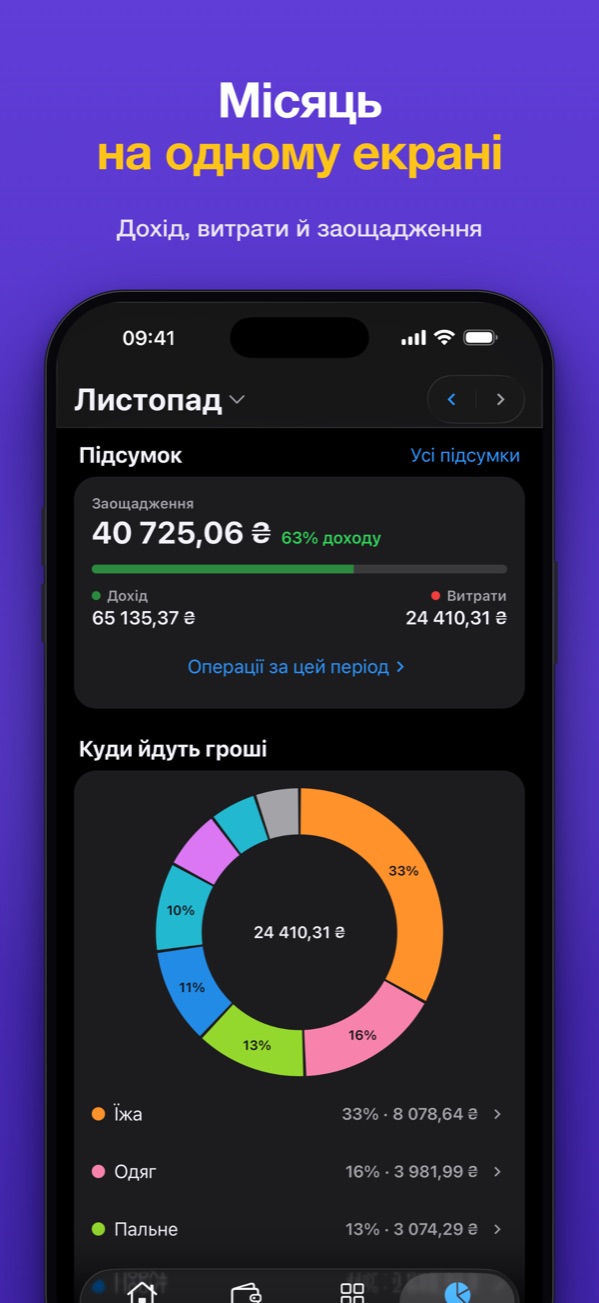 Місяць
на одному екрані
Дохід, витрати й заощадження
09:41
Листопад
Підсумок
Усі підсумки
Заощадження
40 725,06 ₴ 63% доходу
Дохід
Витрати
65 135,37 ₴
24 410,31 ₴
Операції за цей період
Куди йдуть гроші
33%
10%
24 410,31 ₴
11%
16%
13%
Їжа
33% · 8 078,64 ₴
Одяг
16% · 3 981,99 ₴
Пальне
13% · 3 074,29 ₴